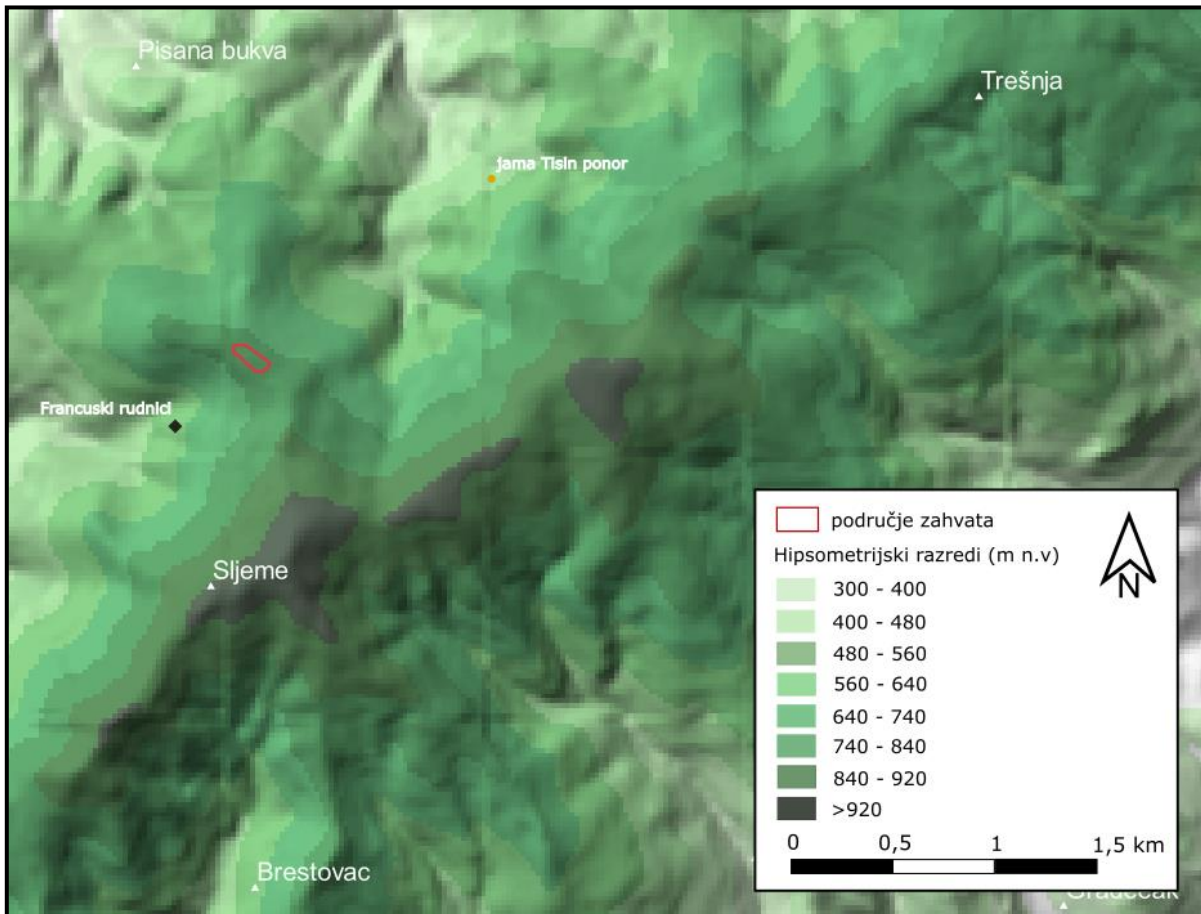 Pisana bukva
Trešnja
jama Tisin ponor
Francuski rudnici
Sljeme
Brestovac
područje zahvata
Hipsometrijski razredi (m n.v)
300 - 400
400 - 480
480 - 560
560 - 640
640 - 740
740 - 840
840 - 920
>920
N
0 0,5 1 1,5 km